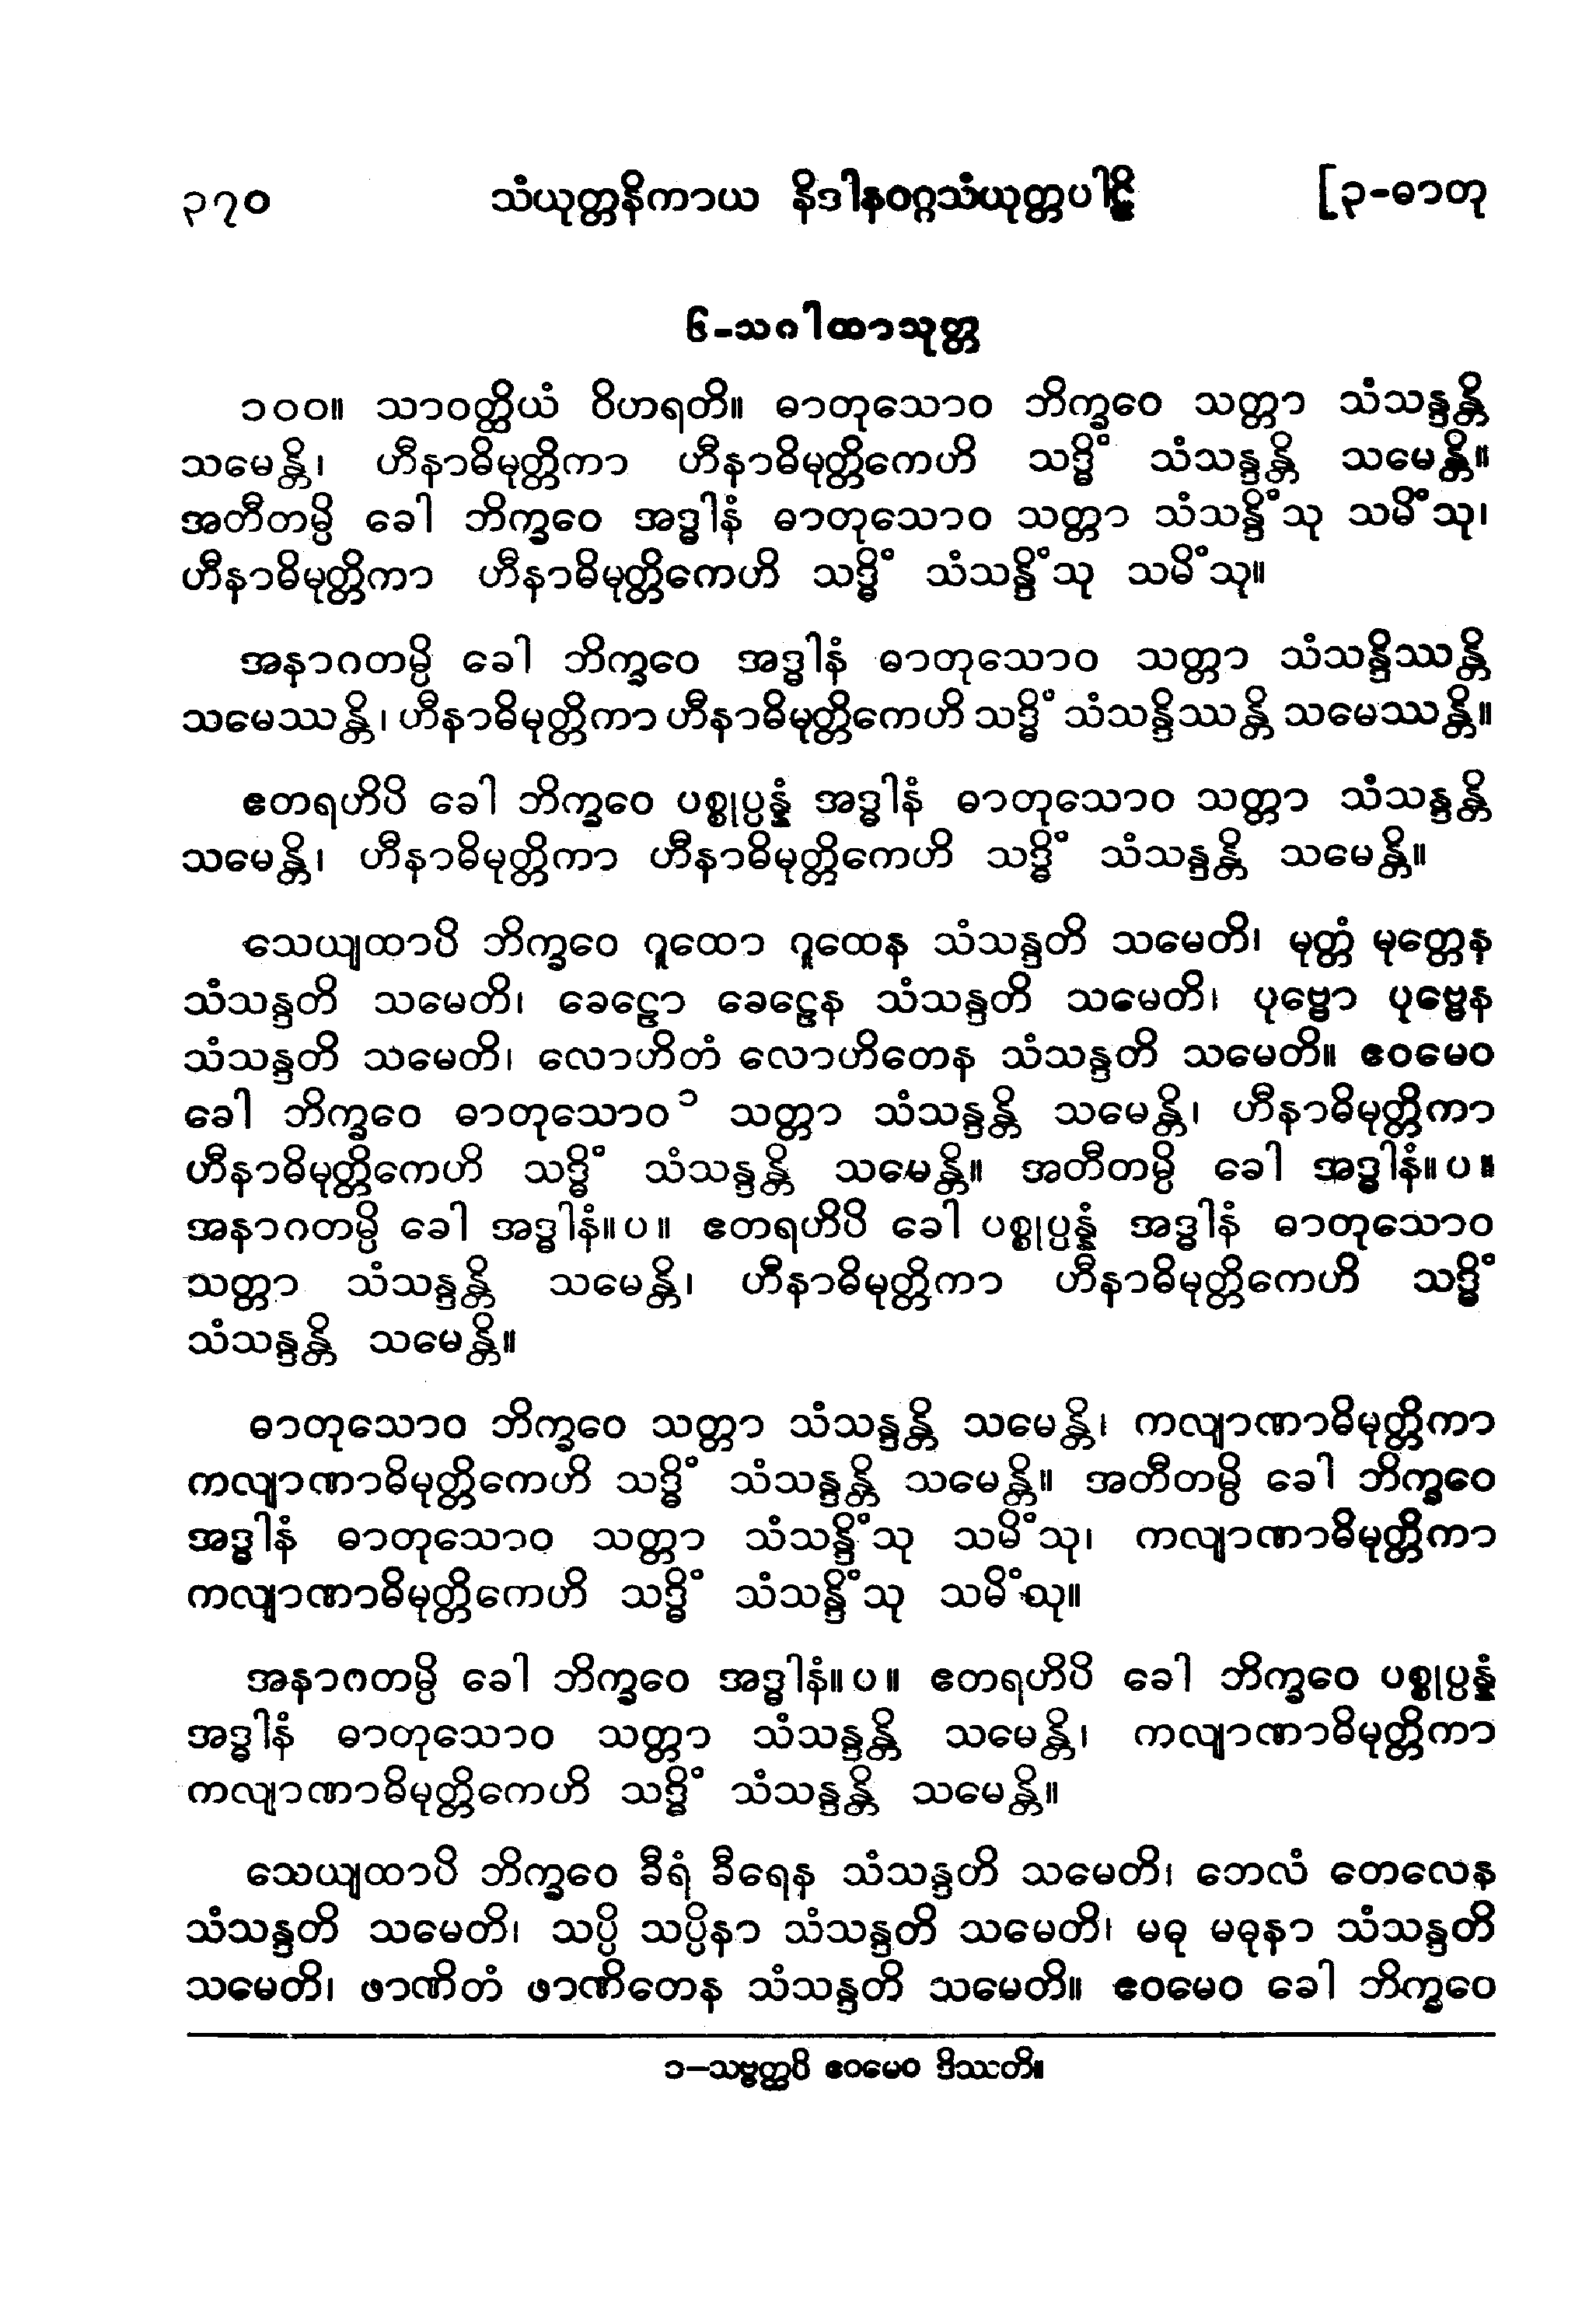 ၃၇၀ သံယုတ္တနိကာယ နိဒါနဝဂ္ဂသံယုတ္တပါဠိ [၃-ဓာတု
၆-သဂါထာသုတ္တ
၁၀၀။ သာဝတ္ထိယံ ဝိဟရတိ။ ဓာတုသောဝ ဘိက္ခဝေ သတ္တာ သံသန္ဒန္တိ
သမေန္တိ၊ ဟီနာဓိမုတ္တိကာ ဟီနာဓိမုတ္တိကေဟိ သဒ္ဓိံ သံသန္ဒန္တိ သမေန္တိ။
အတီတမ္ပိ ခေါ ဘိက္ခဝေ အဒ္ဓါနံ ဓာတုသောဝ သတ္တာ သံသန္ဒိံသု သမိံသု၊
ဟီနာဓိမုတ္တိကာ ဟီနာဓိမုတ္တိကေဟိ သဒ္ဓိံ သံသန္ဒိံသု သမိံသု။
အနာဂတမ္ပိ ခေါ ဘိက္ခဝေ အဒ္ဓါနံ ဓာတုသောဝ သတ္တာ သံသန္ဒိဿန္တိ
သမေဿန္တိ၊ ဟီနာဓိမုတ္တိကာ ဟီနာဓိမုတ္တိကေဟိ သဒ္ဓိံ သံသန္ဒိဿန္တိ သမေဿန္တိ။
ဧတရဟိပိ ခေါ ဘိက္ခဝေ ပစ္စုပ္ပန္နံ အဒ္ဓါနံ ဓာတုသောဝ သတ္တာ သံသန္ဒန္တိ
သမေန္တိ၊ ဟီနာဓိမုတ္တိကာ ဟီနာဓိမုတ္တိကေဟိ သဒ္ဓိံ သံသန္ဒန္တိ သမေန္တိ။
သေယျထာပိ ဘိက္ခဝေ ဂူထော ဂူထေန သံသန္ဒတိ သမေတိ၊ မုတ္တံ မုတ္တေန
သံသန္ဒတိ သမေတိ၊ ခေဠော ခေဠေန သံသန္ဒတိ သမေတိ၊ ပုဗ္ဗော ပုဗ္ဗေန
သံသန္ဒတိ သမေတိ၊ လောဟိတံ လောဟိတေန သံသန္ဒတိ သမေတိ။ ဧဝမေဝ
ခေါ ဘိက္ခဝေ ဓာတုသောဝ ၁ သတ္တာ သံသန္ဒန္တိ သမေန္တိ၊ ဟီနာဓိမုတ္တိကာ
ဟီနာဓိမုတ္တိကေဟိ သဒ္ဓိံ သံသန္ဒန္တိ သမေန္တိ။ အတီတမ္ပိ ခေါ အဒ္ဓါနံ။ ပ ။
အနာဂတမ္ပိ ခေါ အဒ္ဓါနံ။ ပ ။ ဧတရဟိပိ ခေါ ပစ္စုပ္ပန္နံ အဒ္ဓါနံ ဓာတုသောဝ
သတ္တာ သံသန္ဒန္တိ သမေန္တိ၊ ဟီနာဓိမုတ္တိကာ ဟီနာဓိမုတ္တိကေဟိ သဒ္ဓိံ
သံသန္ဒန္တိ သမေန္တိ။
ဓာတုသောဝ ဘိက္ခဝေ သတ္တာ သံသန္ဒန္တိ သမေန္တိ၊ ကလျာဏာဓိမုတ္တိကာ
ကလျာဏာဓိမုတ္တိကေဟိ သဒ္ဓိံ သံသန္ဒန္တိ သမေန္တိ။ အတီတမ္ပိ ခေါ ဘိက္ခဝေ
အဒ္ဓါနံ ဓာတုသောဝ သတ္တာ သံသန္ဒိံသု သမိံသု၊ ကလျာဏာဓိမုတ္တိကာ
ကလျာဏာဓိမုတ္တိကေဟိ သဒ္ဓိံ သံသန္ဒိံသု သမိံသု။
အနာဂတမ္ပိ ခေါ ဘိက္ခဝေ အဒ္ဓါနံ။ ပ ။ ဧတရဟိပိ ခေါ ဘိက္ခဝေ ပစ္စုပ္ပန္နံ
အဒ္ဓါနံ ဓာတုသောဝ သတ္တာ သံသန္ဒန္တိ သမေန္တိ၊ ကလျာဏာဓိမုတ္တိကာ
ကလျာဏာဓိမုတ္တိကေဟိ သဒ္ဓိံ သံသန္ဒန္တိ သမေန္တိ။
သေယျထာပိ ဘိက္ခဝေ ခီရံ ခီရေန သံသန္ဒတိ သမေတိ၊ တေလံ တေလေန
သံသန္ဒတိ သမေတိ၊ သပ္ပိ သပ္ပိနာ သံသန္ဒတိ သမေတိ၊ မဓု မဓုနာ သံသန္ဒတိ
သမေတိ၊ ဖာဏိတံ ဖာဏိတေန သံသန္ဒတိ သမေတိ။ ဧဝမေဝ ခေါ ဘိက္ခဝေ
၁-သဗ္ဗတ္ထပိ ဧဝမေဝ ဒိဿတိ။